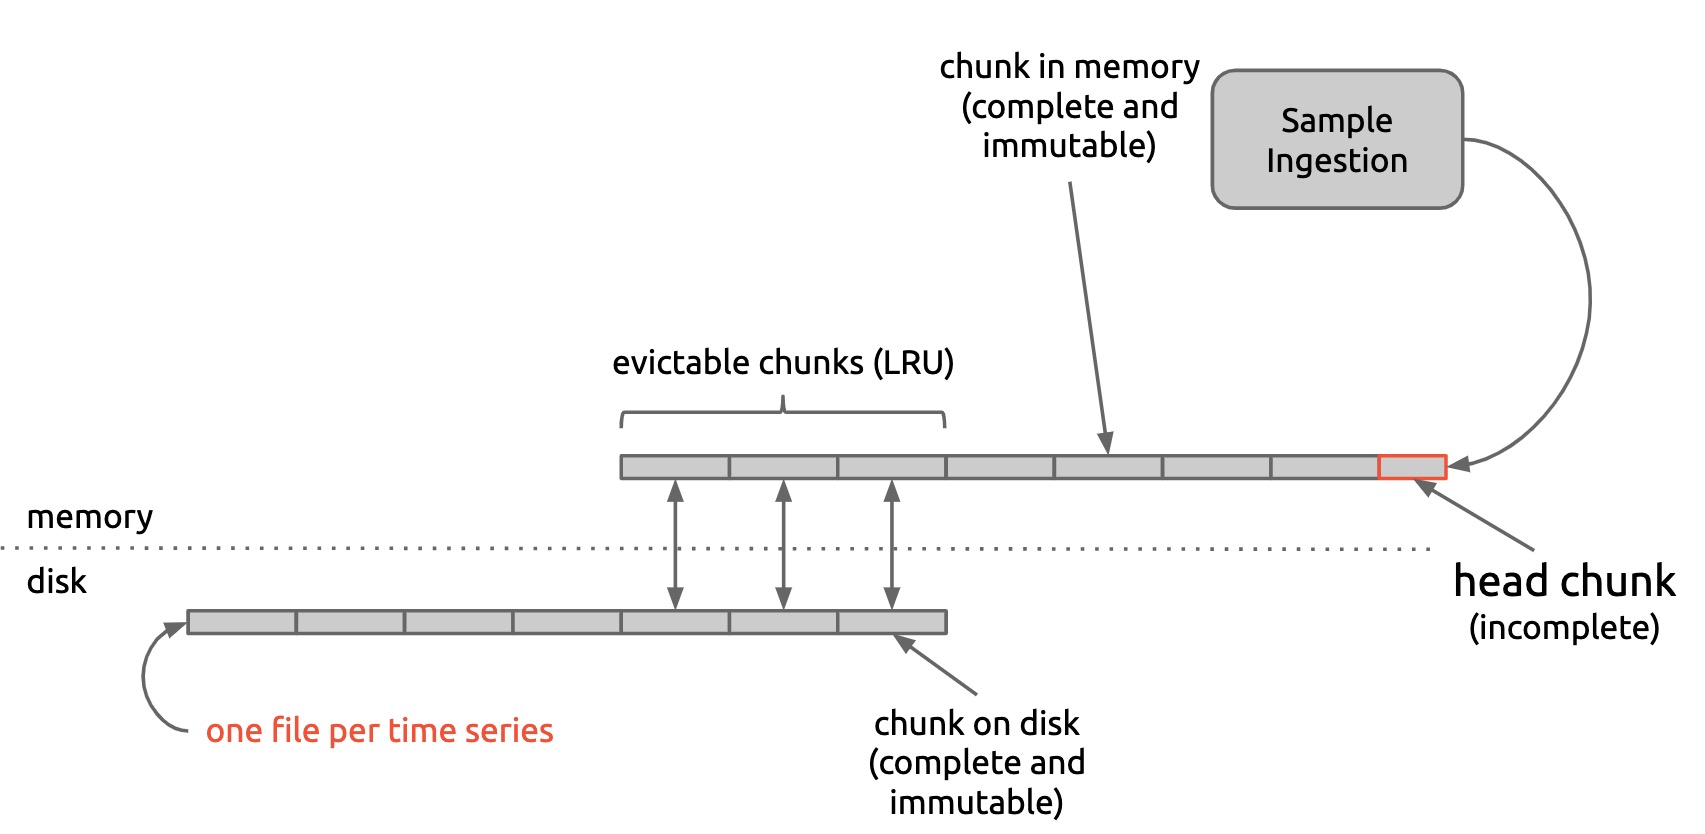 chunk in memory
(complete and
immutable)
Sample
Ingestion
evictable chunks (LRU)
memory
disk
head chunk
(incomplete)
one file per time series
chunk on disk
(complete and
immutable)